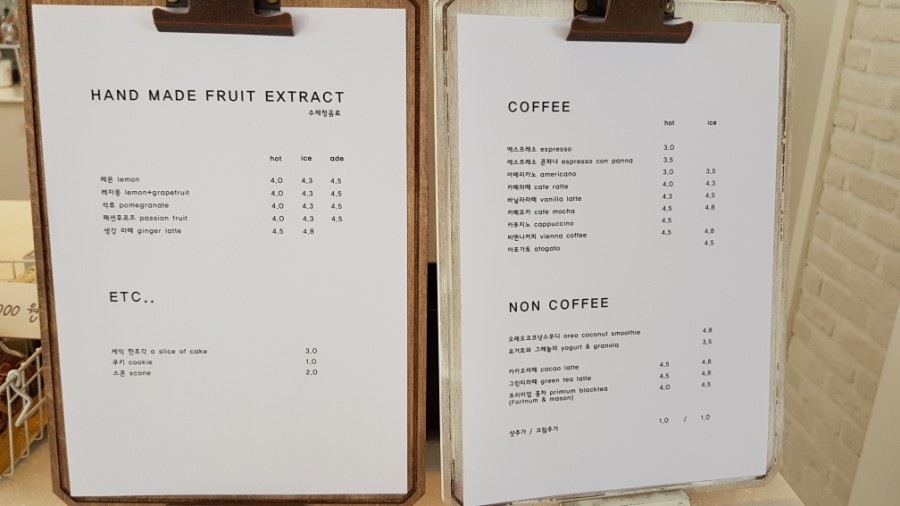 HAND MADE FRUIT EXTRACT
수제청음료
hot ice ade
레몬 lemon 4,0 4,3 4,5
레자몽 lemon+grapefruit 4,0 4,3 4,5
석류 pomegranate 4,0 4,3 4,5
패션후르츠 passion fruit 4,0 4,3 4,5
생강 라떼 ginger latte 4,5 4,8
ETC..
케익 한조각 a slice of cake 3,0
쿠키 cookie 1,0
스콘 scone 2,0
000 원
COFFEE
hot ice
에스프레소 espresso 3,0
에스프레소 콘파나 espresso con panna 3,5
아메리카노 americano 3,0 3,5
카페라떼 cafe ratte 4,0 4,3
바닐라라떼 vanilla latte 4,3 4,5
카페모카 cafe mocha 4,5 4,8
카푸치노 cappuccino 4,5
비엔나커피 vienna coffee 4,5 4,8
아포가토 afogato 4,5
NON COFFEE
오레오코코넛스무디 oreo coconut smoothie 4,8
요거트와 그래놀라 yogurt & granola 3,5
카카오라떼 cacao latte 4,5 4,8
그린티라떼 green tea latte 4,5 4,8
프리미엄 홍차 primium blacktea 4,0 4,5
(Fortnum & mason)
샷추가 / 크림추가 1,0 / 1,0